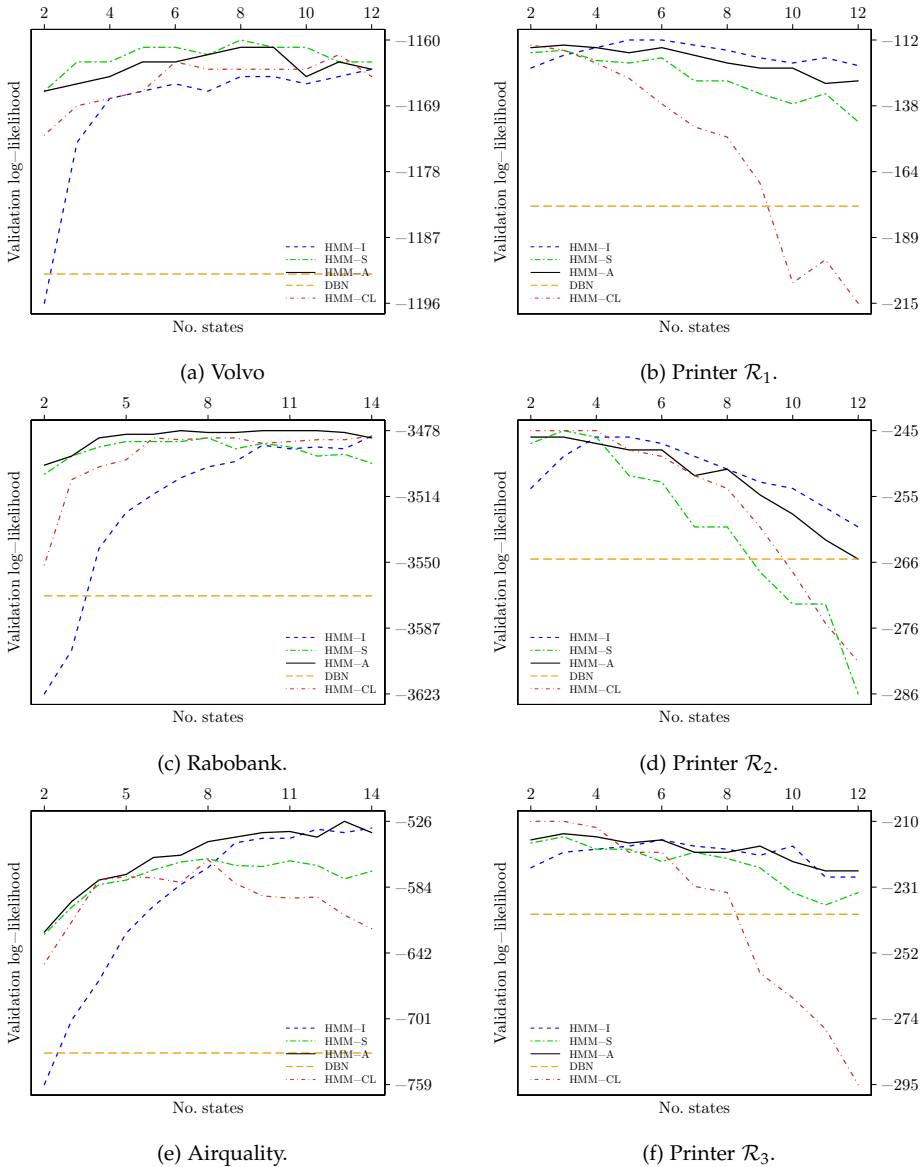 2 4 6 8 10 12
−1160
−1169
−1178
−1187
−1196
Validation log−likelihood
HMM−I
HMM−S
HMM−A
DBN
HMM−CL
No. states
(a) Volvo
2 4 6 8 10 12
−112
−138
−164
−189
−215
Validation log−likelihood
HMM−I
HMM−S
HMM−A
DBN
HMM−CL
No. states
(b) Printer R₁.
2 5 8 11 14
−3478
−3514
−3550
−3587
−3623
Validation log−likelihood
HMM−I
HMM−S
HMM−A
DBN
HMM−CL
No. states
(c) Rabobank.
2 4 6 8 10 12
−245
−255
−266
−276
−286
Validation log−likelihood
HMM−I
HMM−S
HMM−A
DBN
HMM−CL
No. states
(d) Printer R₂.
2 5 8 11 14
−526
−584
−642
−701
−759
Validation log−likelihood
HMM−I
HMM−S
HMM−A
DBN
HMM−CL
No. states
(e) Airquality.
2 4 6 8 10 12
−210
−231
−252
−274
−295
Validation log−likelihood
HMM−I
HMM−S
HMM−A
DBN
HMM−CL
No. states
(f) Printer R₃.